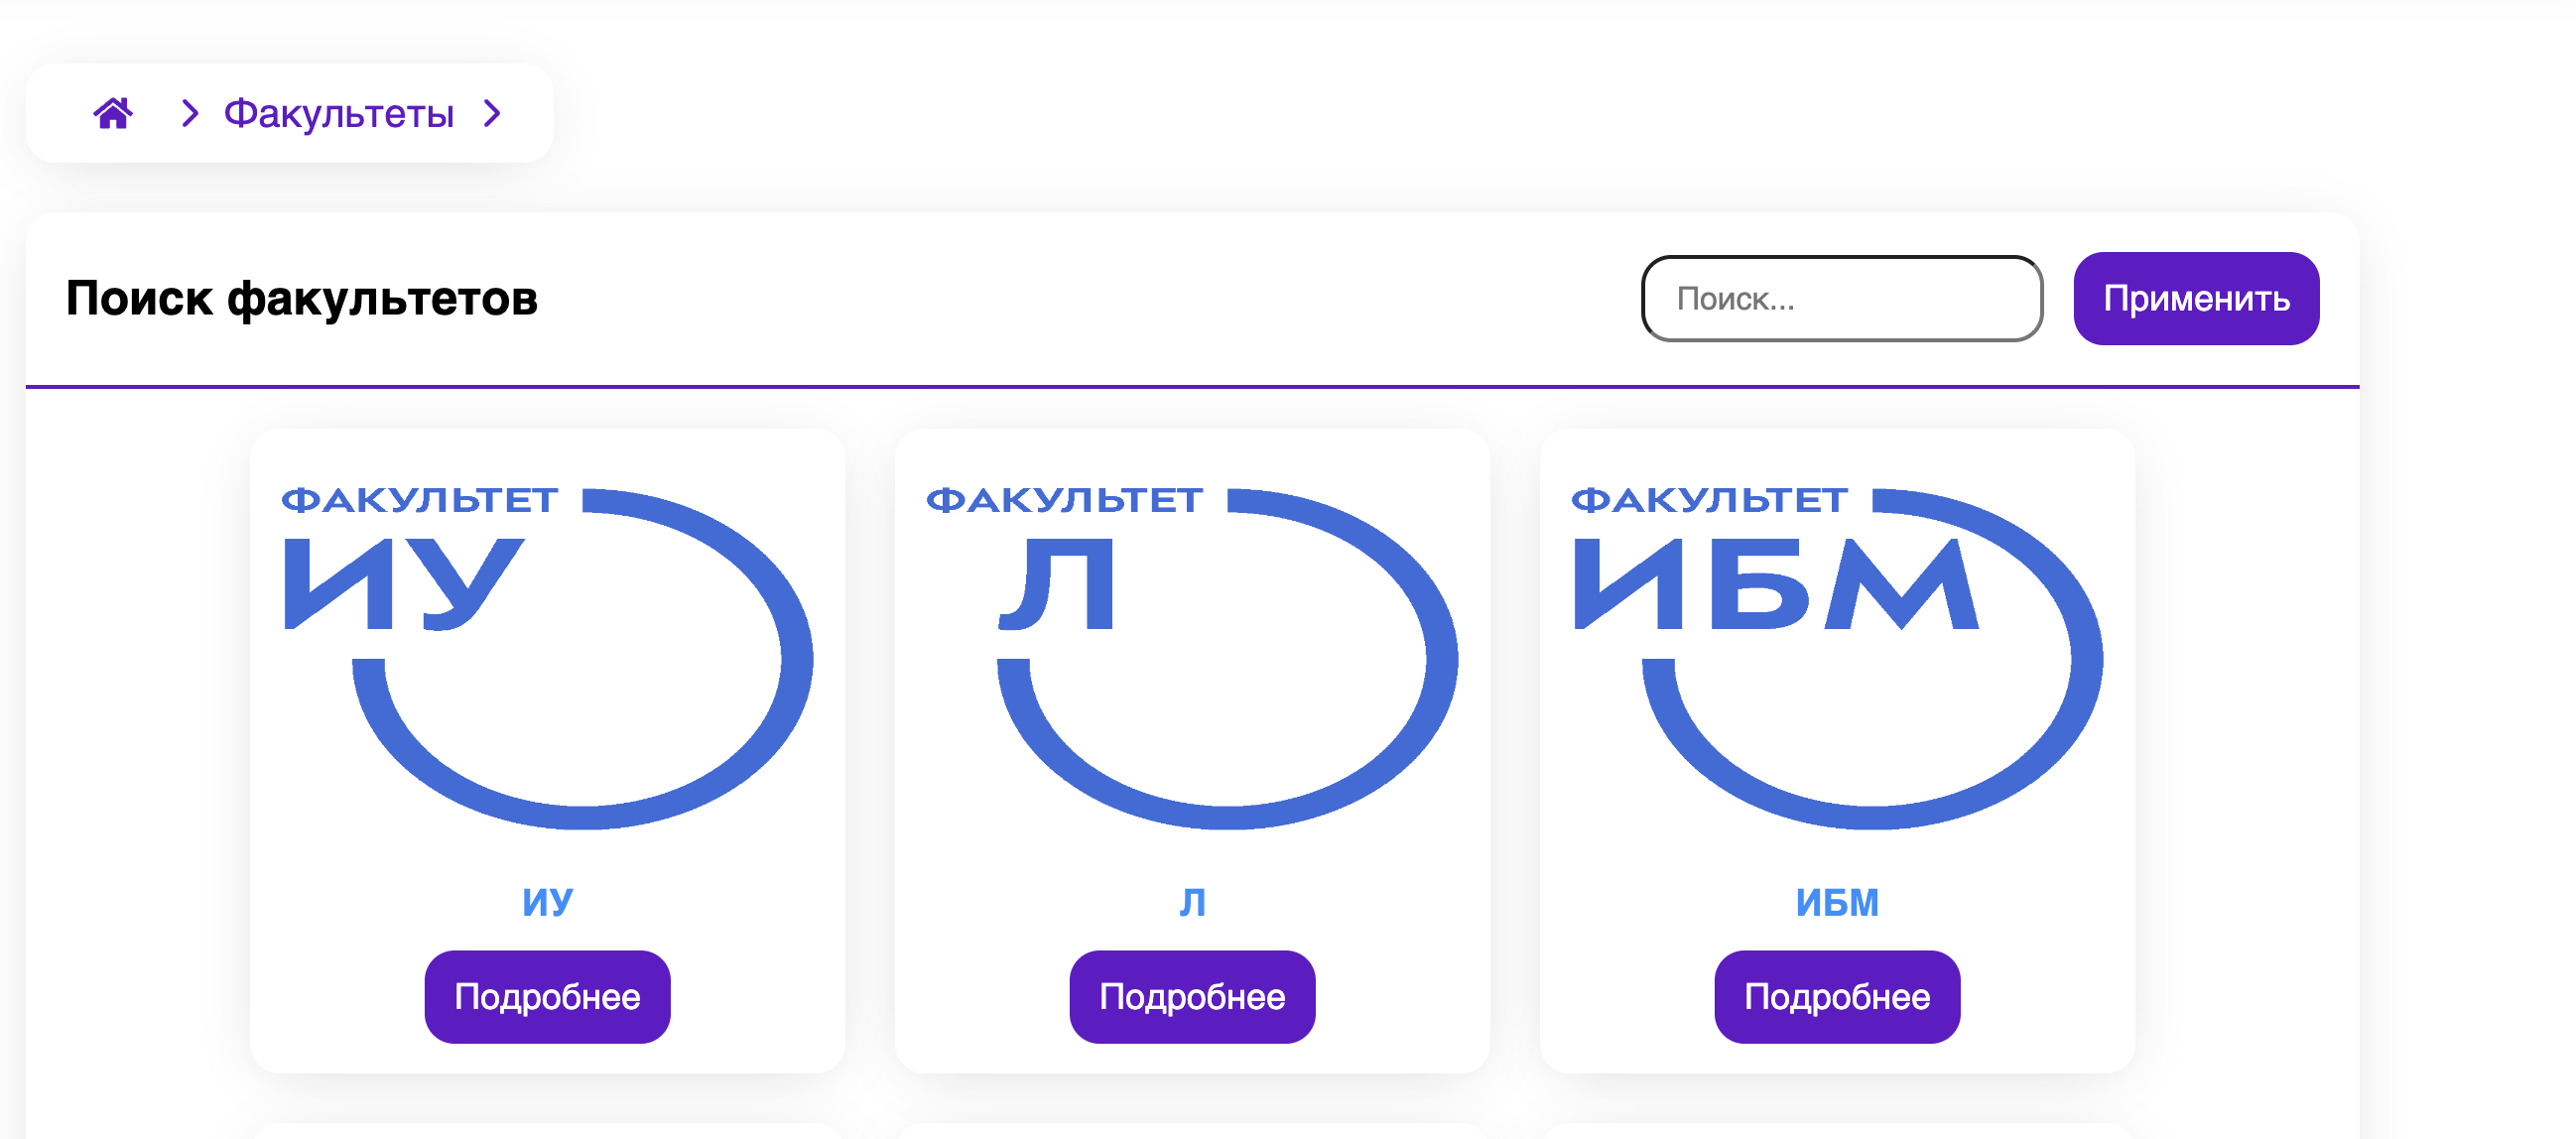 Факультеты
Поиск факультетов
Поиск...
Применить
ФАКУЛЬТЕТ
ИУ
ИУ
Подробнее
ФАКУЛЬТЕТ
Л
Л
Подробнее
ФАКУЛЬТЕТ
ИБМ
ИБМ
Подробнее